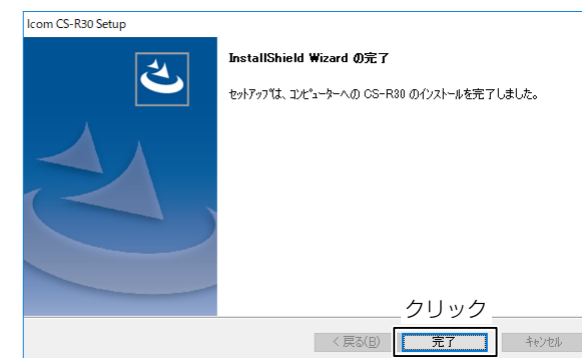 Icom CS-R30 Setup
InstallShield Wizard の完了
セットアップは、コンピューターへの CS-R30 のインストールを完了しました。
クリック
< 戻る(B)
完了
キャンセル